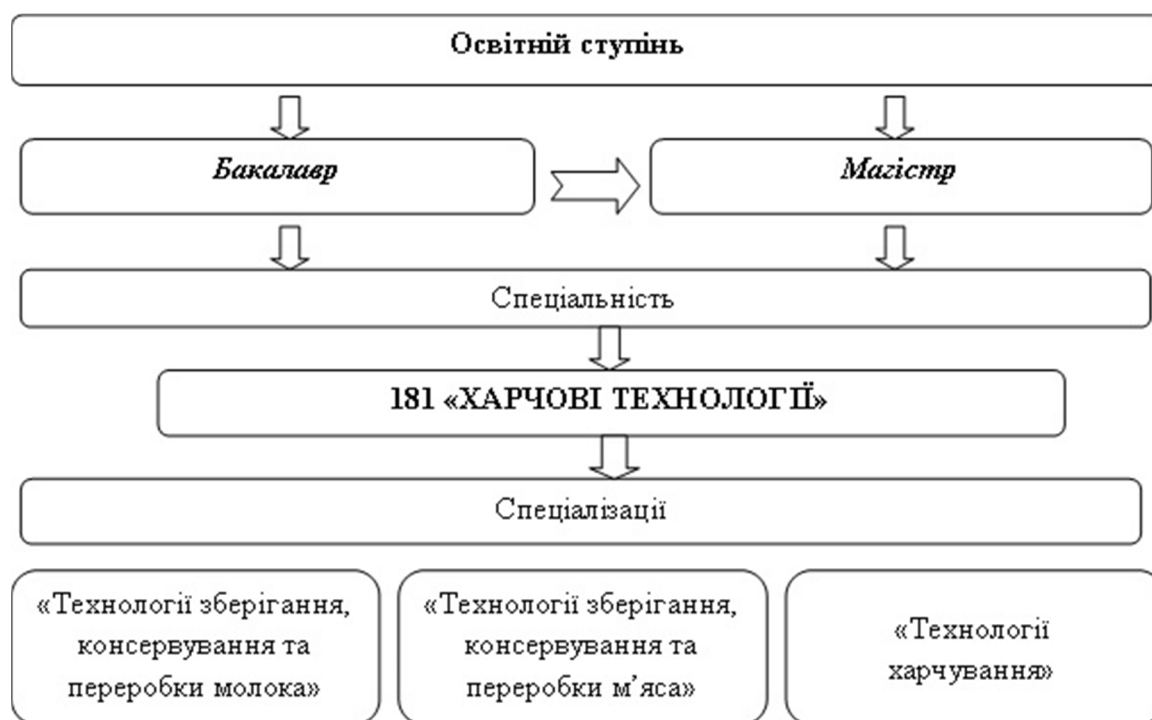 Освітній ступінь
Бакалавр
Магістр
Спеціальність
181 «ХАРЧОВІ ТЕХНОЛОГІЇ»
Спеціалізації
«Технології зберігання,
консервування та
переробки молока»
«Технології зберігання,
консервування та
переробки м’яса»
«Технології
харчування»